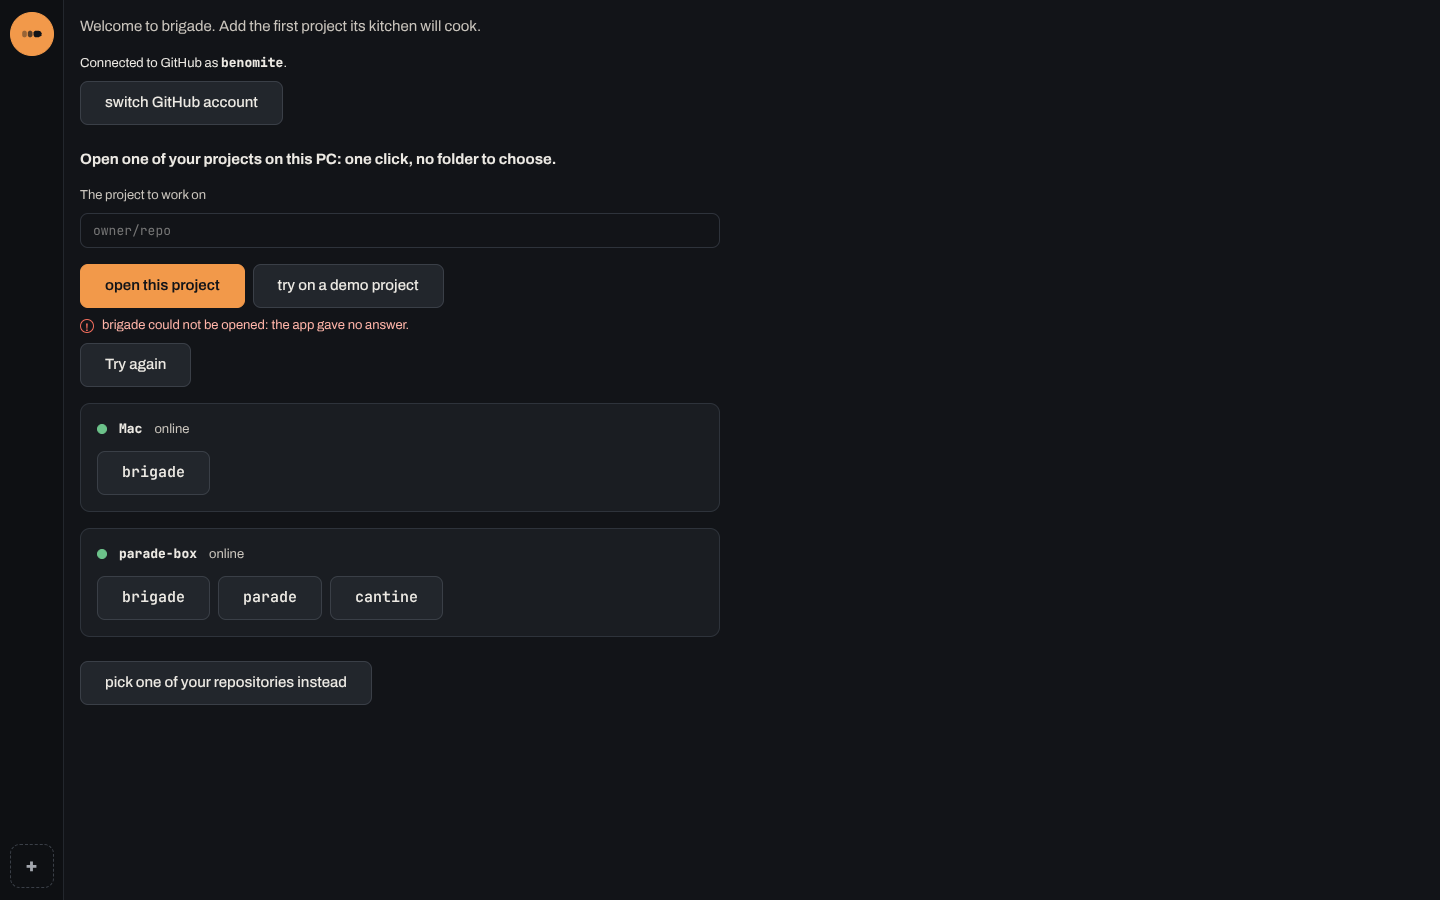 Welcome to brigade. Add the first project its kitchen will cook.
Connected to GitHub as benomite.
switch GitHub account
Open one of your projects on this PC: one click, no folder to choose.
The project to work on
owner/repo
open this project
try on a demo project
brigade could not be opened: the app gave no answer.
Try again
Mac online
brigade
parade-box online
brigade
parade
cantine
pick one of your repositories instead
+